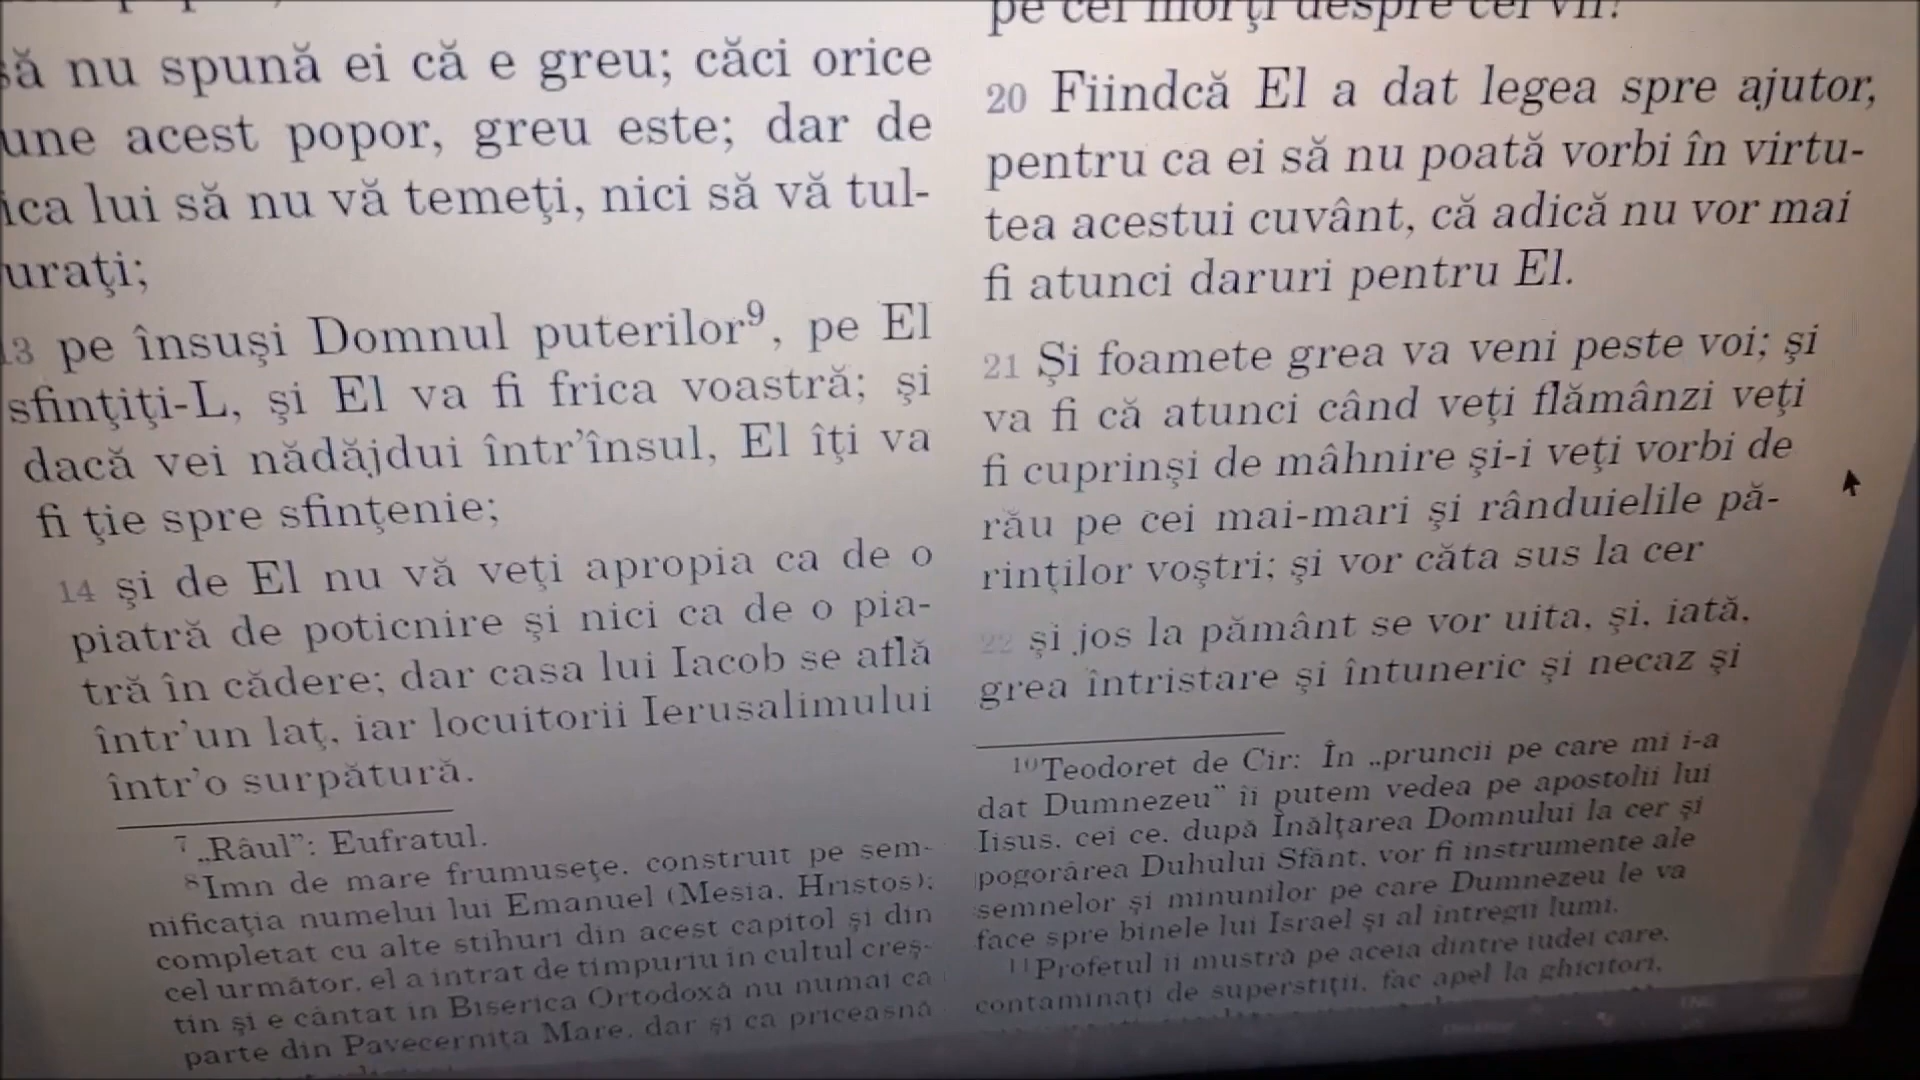 să nu spună ei că e greu; căci orice
une acest popor, greu este; dar de
ica lui să nu vă temeţi, nici să vă tul-
uraţi;
13 pe însuşi Domnul puterilor9, pe El
sfinţiţi-L, şi El va fi frica voastră; şi
dacă vei nădăjdui într’însul, El îţi va
fi ţie spre sfinţenie;
14 şi de El nu vă veţi apropia ca de o
piatră de poticnire şi nici ca de o pia-
tră în cădere; dar casa lui Iacob se află
într’un laţ, iar locuitorii Ierusalimului
într’o surpătură.
7„Râul”: Eufratul.
8Imn de mare frumuseţe, construit pe sem-
nificaţia numelui lui Emanuel (Mesia, Hristos);
completat cu alte stihuri din acest capitol şi din
cel următor, el a intrat de timpuriu în cultul creş-
tin şi e cântat în Biserica Ortodoxă nu numai ca
parte din Pavecerniţa Mare, dar şi ca priceasnă
pe cei morţi despre cei vii?
20 Fiindcă El a dat legea spre ajutor,
pentru ca ei să nu poată vorbi în virtu-
tea acestui cuvânt, că adică nu vor mai
fi atunci daruri pentru El.
21 Şi foamete grea va veni peste voi; şi
va fi că atunci când veţi flămânzi veţi
fi cuprinşi de mâhnire şi-i veţi vorbi de
rău pe cei mai-mari şi rânduielile pă-
rinţilor voştri; şi vor căta sus la cer
22 şi jos la pământ se vor uita, şi, iată,
grea întristare şi întuneric şi necaz şi
10Teodoret de Cir: În „pruncii pe care mi i-a
dat Dumnezeu” îi putem vedea pe apostolii lui
Iisus, cei ce, după Înălţarea Domnului la cer şi
pogorârea Duhului Sfânt, vor fi instrumente ale
semnelor şi minunilor pe care Dumnezeu le va
face spre binele lui Israel şi al întregii lumi.
11Profetul îi mustră pe aceia dintre iudei care,
contaminaţi de superstiţii, fac apel la ghicitori,